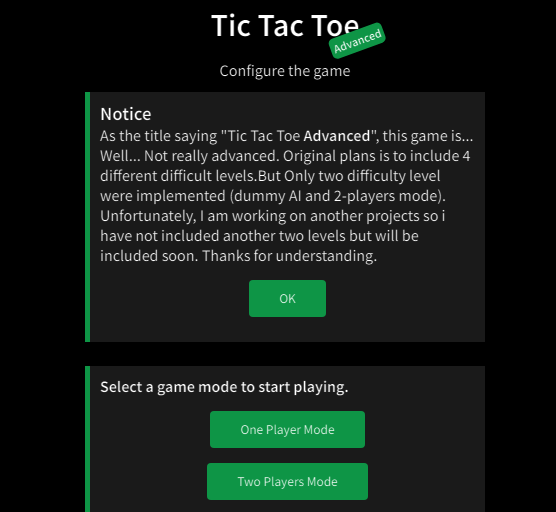 Tic Tac Toe
Advanced
Configure the game
Notice
As the title saying "Tic Tac Toe Advanced", this game is...
Well... Not really advanced. Original plans is to include 4
different difficult levels.But Only two difficulty level
were implemented (dummy AI and 2-players mode).
Unfortunately, I am working on another projects so i
have not included another two levels but will be
included soon. Thanks for understanding.
OK
Select a game mode to start playing.
One Player Mode
Two Players Mode